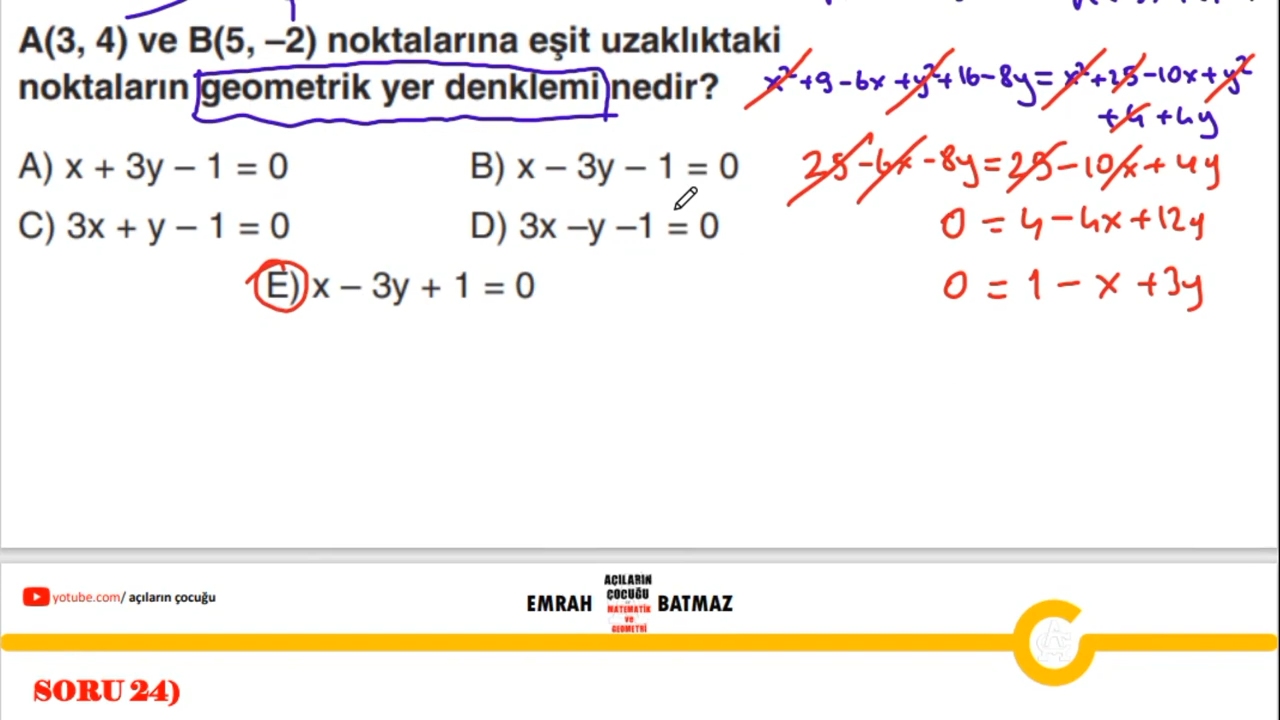 A(3, 4) ve B(5, –2) noktalarına eşit uzaklıktaki
noktaların geometrik yer denklemi nedir?
A) x + 3y – 1 = 0
B) x – 3y – 1 = 0
C) 3x + y – 1 = 0
D) 3x –y –1 = 0
E) x – 3y + 1 = 0
x² + 9 - 6x + y² + 16 - 8y = x² + 25 - 10x + y²
+ 4 + 4y
25 - 6x - 8y = 25 - 10x + 4y
0 = 4 - 4x + 12y
0 = 1 - x + 3y
yotube.com/ açıların çocuğu
EMRAH
AÇILARIN
ÇOCUĞU
MATEMATİK
ve
GEOMETRİ
BATMAZ
SORU 24)